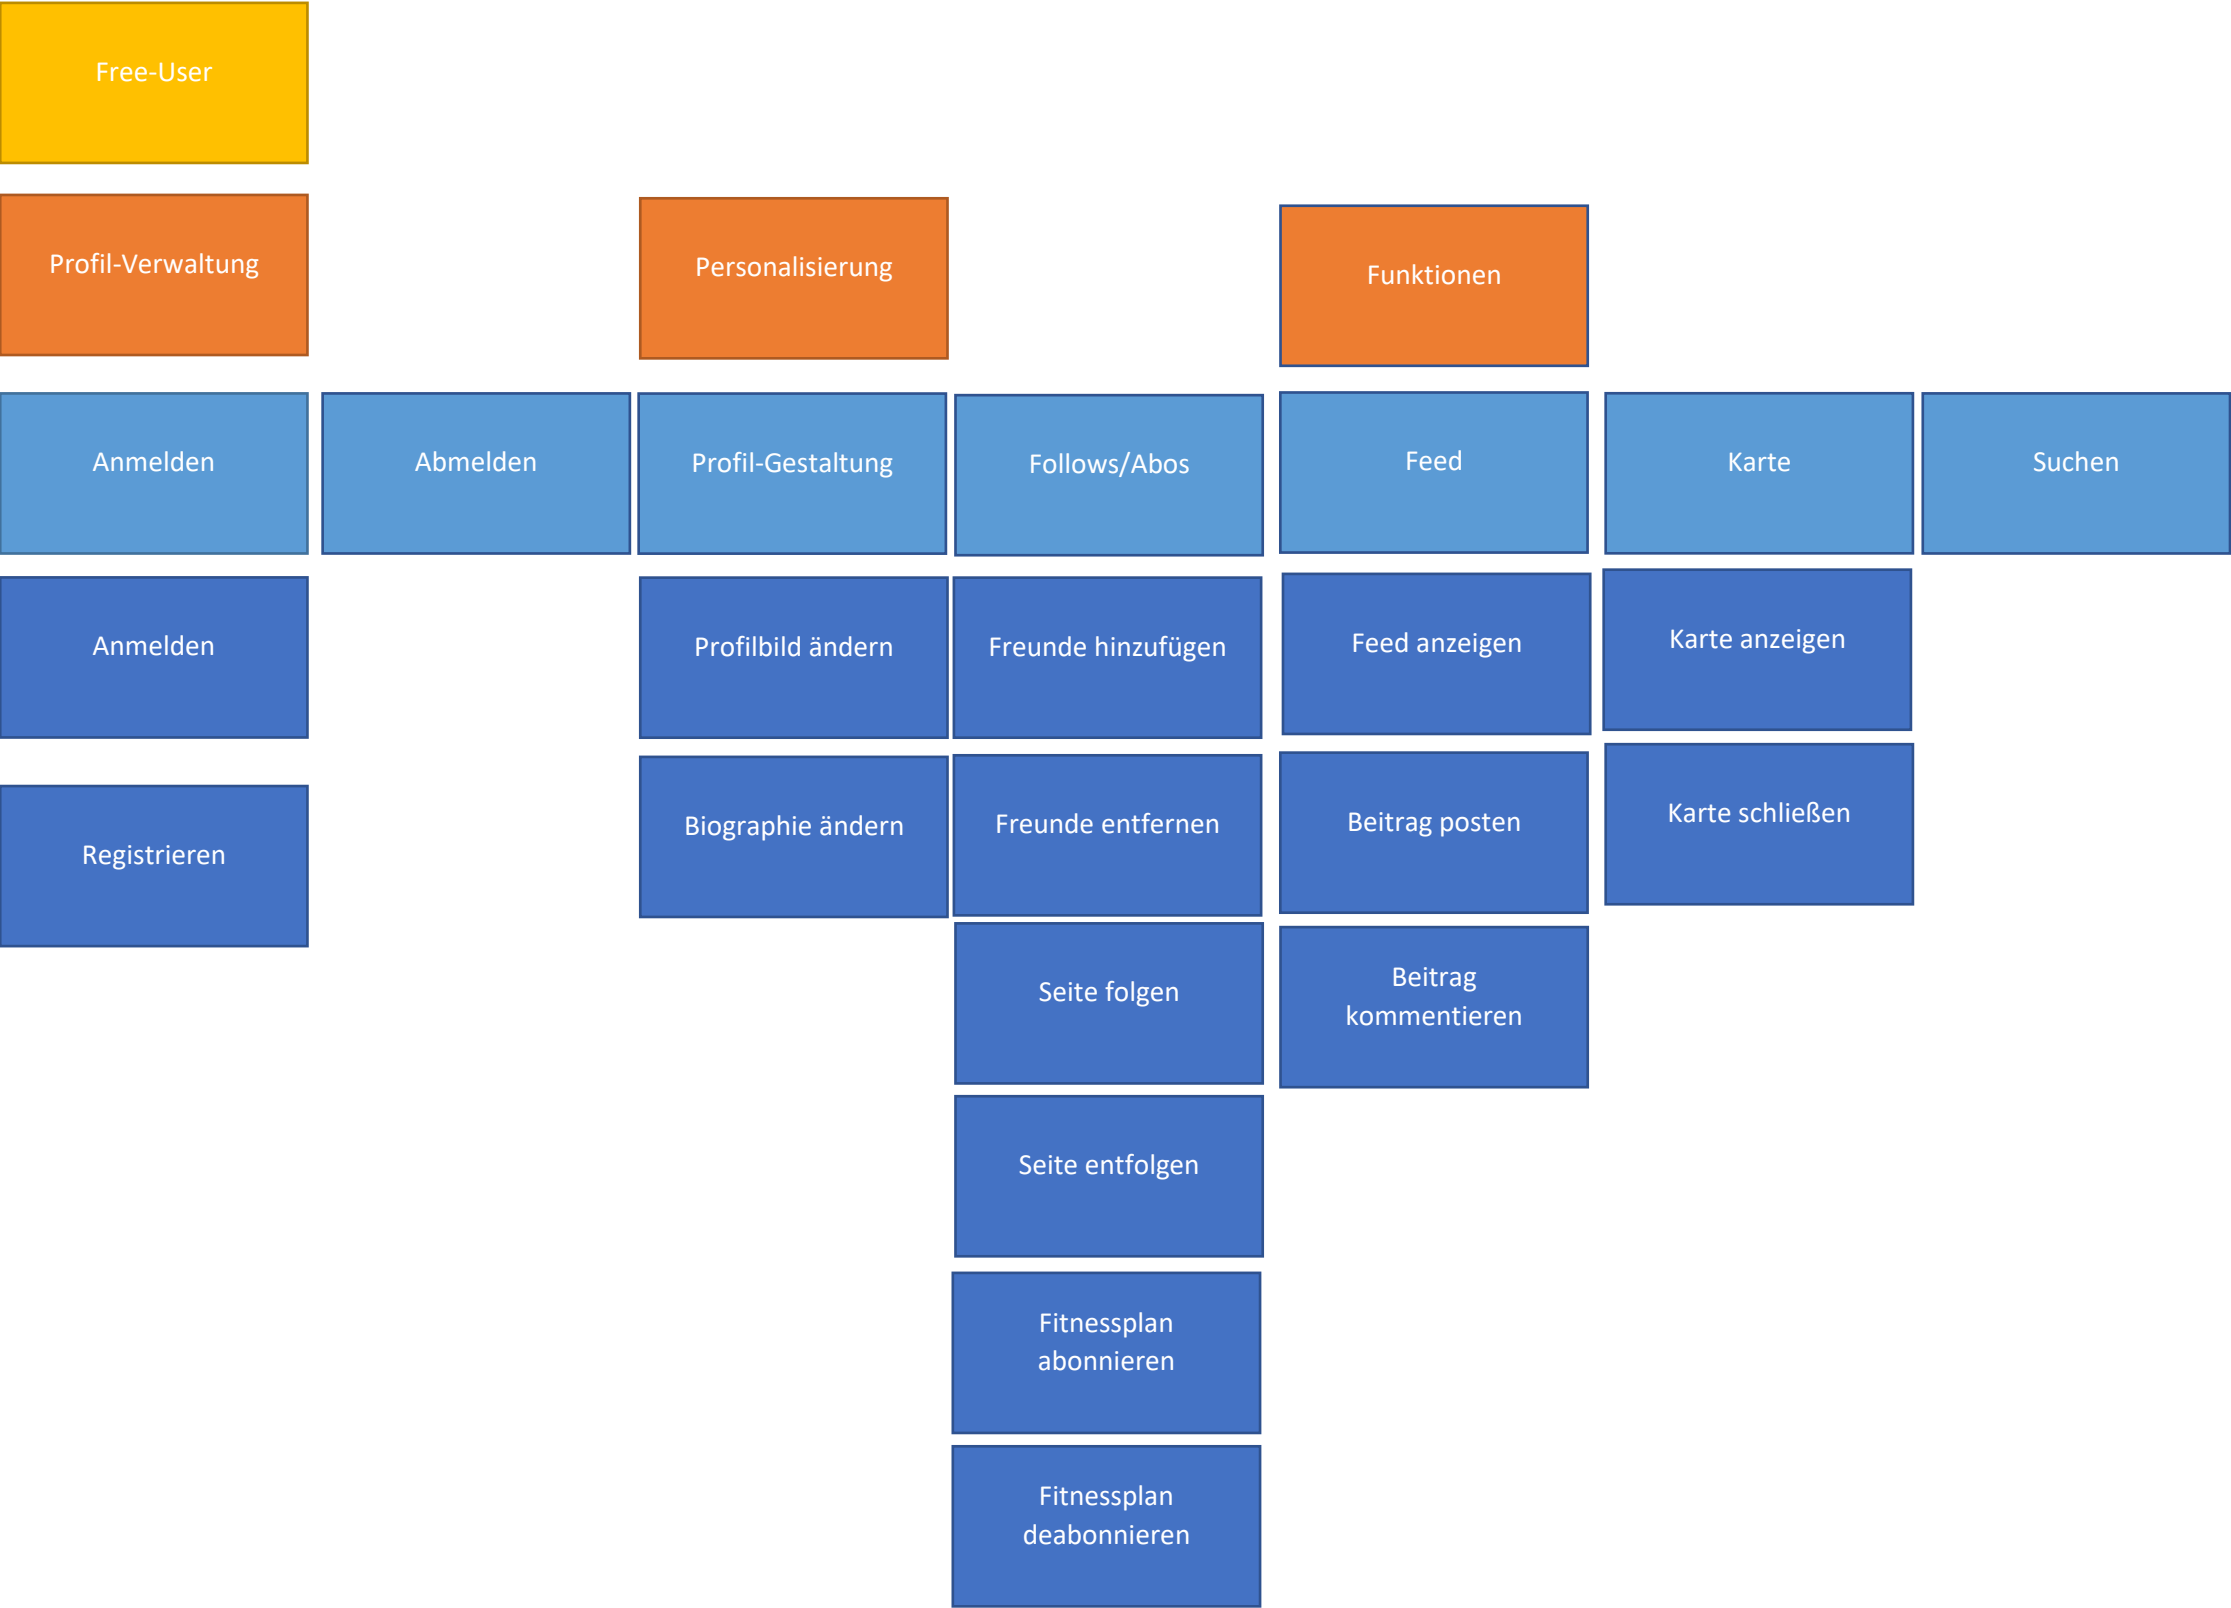 Free-User
Profil-Verwaltung
Personalisierung
Funktionen
Anmelden
Abmelden
Profil-Gestaltung
Follows/Abos
Feed
Karte
Suchen
Anmelden
Profilbild ändern
Freunde hinzufügen
Feed anzeigen
Karte anzeigen
Registrieren
Biographie ändern
Freunde entfernen
Beitrag posten
Karte schließen
Seite folgen
Beitrag
kommentieren
Seite entfolgen
Fitnessplan
abonnieren
Fitnessplan
deabonnieren